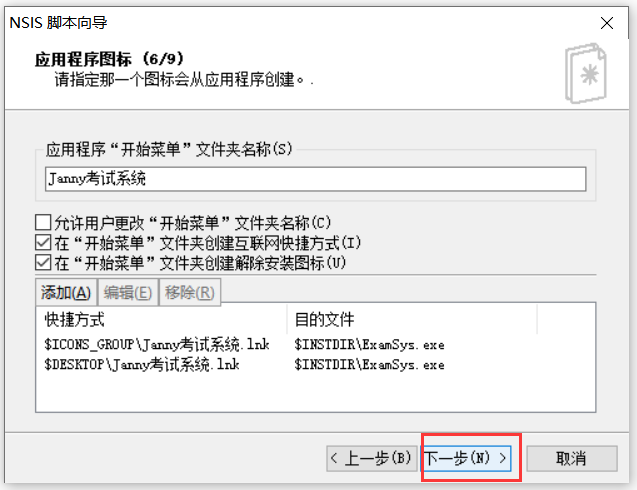 NSIS 脚本向导
应用程序图标 (6/9)
请指定那一个图标会从应用程序创建。.
应用程序“开始菜单”文件夹名称(S)
Janny考试系统
允许用户更改“开始菜单”文件夹名称(C)
在“开始菜单”文件夹创建互联网快捷方式(I)
在“开始菜单”文件夹创建解除安装图标(U)
添加(A) 编辑(E) 移除(R)
快捷方式 目的文件
$ICONS_GROUP\Janny考试系统.lnk $INSTDIR\ExamSys.exe
$DESKTOP\Janny考试系统.lnk $INSTDIR\ExamSys.exe
< 上一步(B) 下一步(N) > 取消